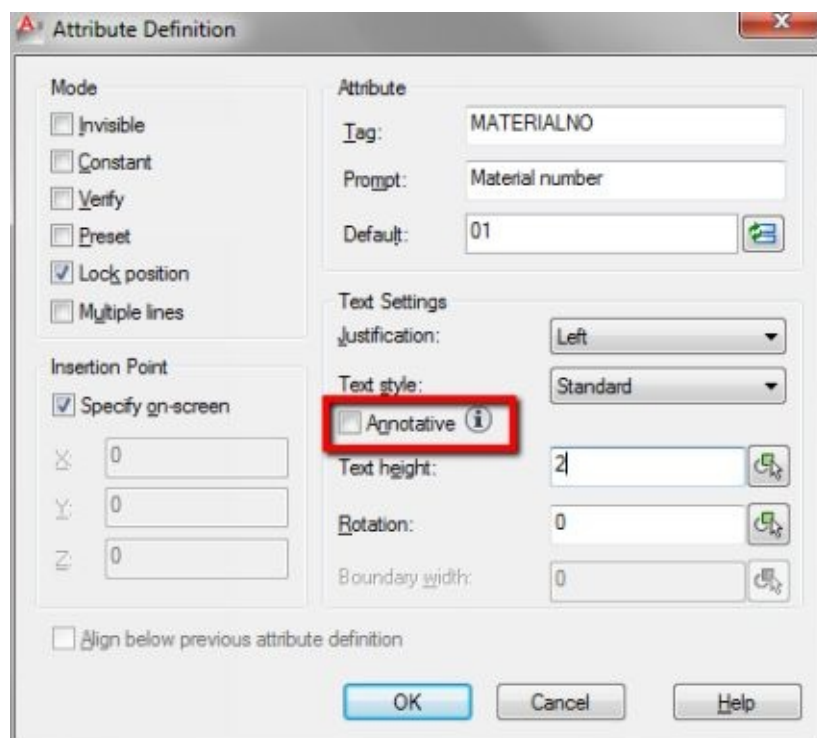 Attribute Definition
Mode
Invisible
Constant
Verify
Preset
Lock position
Multiple lines
Insertion Point
Specify on-screen
X: 0
Y: 0
Z: 0
Align below previous attribute definition
Attribute
Tag: MATERIALNO
Prompt: Material number
Default: 01
Text Settings
Justification: Left
Text style: Standard
Annotative
Text height: 2
Rotation: 0
Boundary width: 0
OK Cancel Help